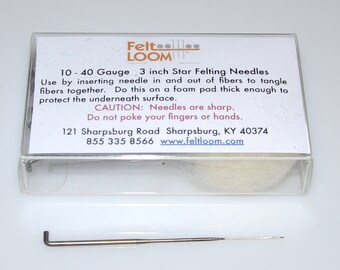 Felt
LOOM
10 - 40 Gauge 3 inch Star Felting Needles
Use by inserting needle in and out of fibers to tangle
fibers together. Do this on a foam pad thick enough to
protect the underneath surface.
CAUTION: Needles are sharp.
Do not poke your fingers or hands.
121 Sharpsburg Road Sharpsburg, KY 40374
855 335 8566 www.feltloom.com